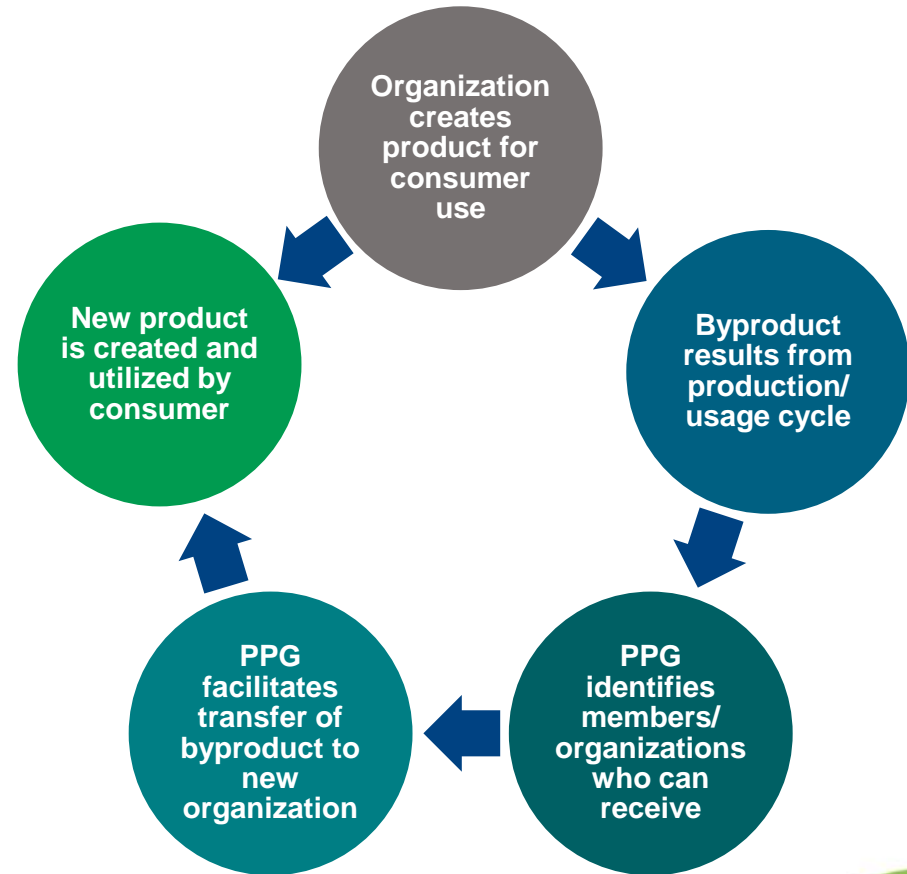 Organization
creates
product for
consumer
use
Byproduct
results from
production/
usage cycle
PPG
identifies
members/
organizations
who can
receive
PPG
facilitates
transfer of
byproduct to
new
organization
New product
is created and
utilized by
consumer